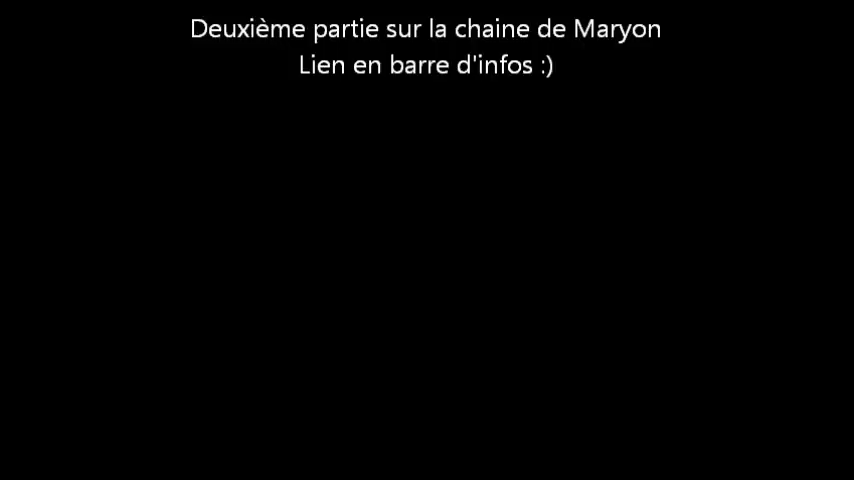 Deuxième partie sur la chaine de Maryon
Lien en barre d'infos :)